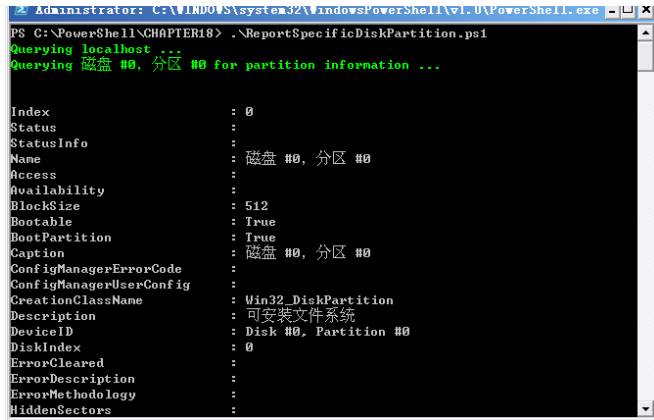 Administrator: C:\WINDOWS\system32\WindowsPowerShell\v1.0\PowerShell.exe
PS C:\PowerShell\CHAPTER18> .\ReportSpecificDiskPartition.ps1
Querying localhost ...
Querying 磁盘 #0, 分区 #0 for partition information ...
Index : 0
Status :
StatusInfo :
Name : 磁盘 #0, 分区 #0
Access :
Availability :
BlockSize : 512
Bootable : True
BootPartition : True
Caption : 磁盘 #0, 分区 #0
ConfigManagerErrorCode :
ConfigManagerUserConfig :
CreationClassName : Win32_DiskPartition
Description : 可安装文件系统
DeviceID : Disk #0, Partition #0
DiskIndex : 0
ErrorCleared :
ErrorDescription :
ErrorMethodology :
HiddenSectors :